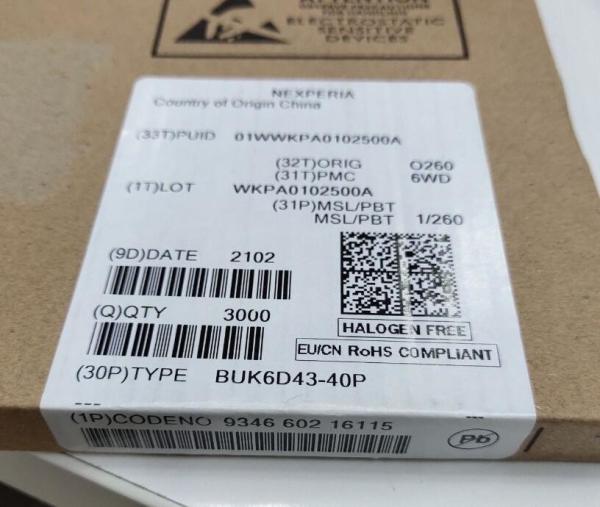 ATTENTION
ELECTROSTATIC
SENSITIVE
DEVICES
NEXPERIA
Country of Origin China
(33T)PUID 01WWKPA0102500A
(32T)ORIG O260
(31T)PMC 6WD
(1T)LOT WKPA0102500A
(31P)MSL/PBT
MSL/PBT 1/260
(9D)DATE 2102
(Q)QTY 3000
HALOGEN FREE
EU/CN RoHS COMPLIANT
(30P)TYPE BUK6D43-40P
---
(1P)CODENO 9346 602 16115
Pb